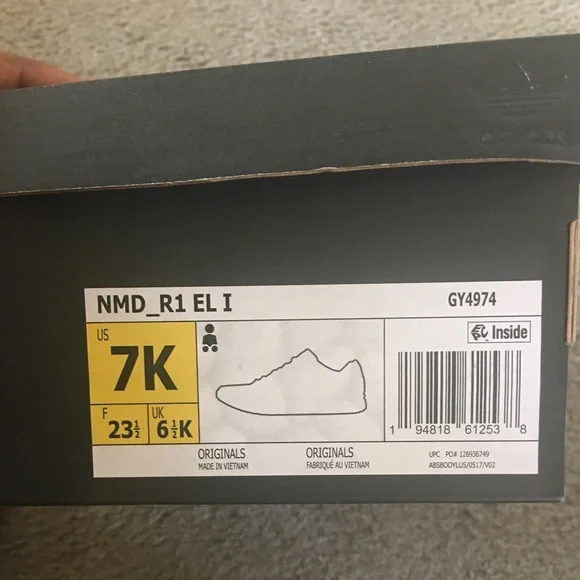 NMD_R1 EL I GY4974
US
7K
F
23½
UK
6½K
Inside
1 94818 61253 8
ORIGINALS
MADE IN VIETNAM
ORIGINALS
FABRIQUÉ AU VIETNAM
UPC PO# 126936749
ABSBOOYLUS/0517/V02